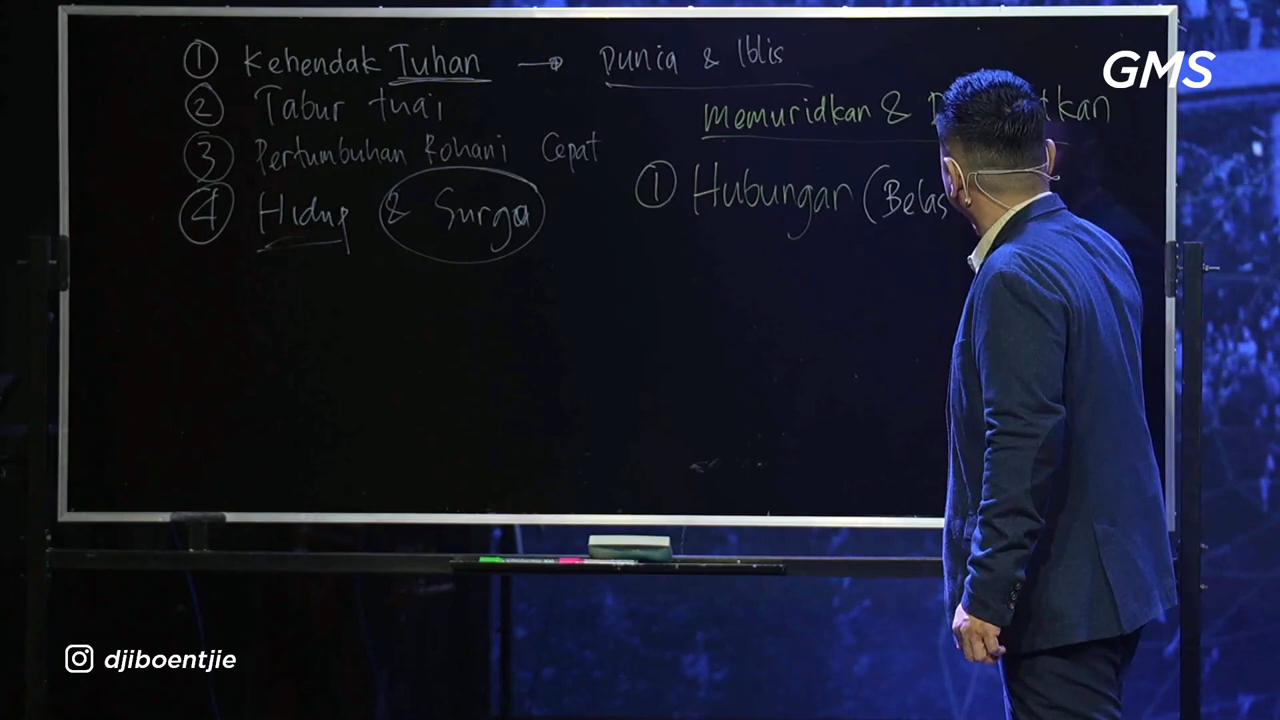 ① Kehendak Tuhan → Dunia & Iblis
② Tabur tuai
③ Pertumbuhan Rohani Cepat
④ Hidup & Surga
Memuridkan &
① Hubungan (Belas
GMS
djiboentjie